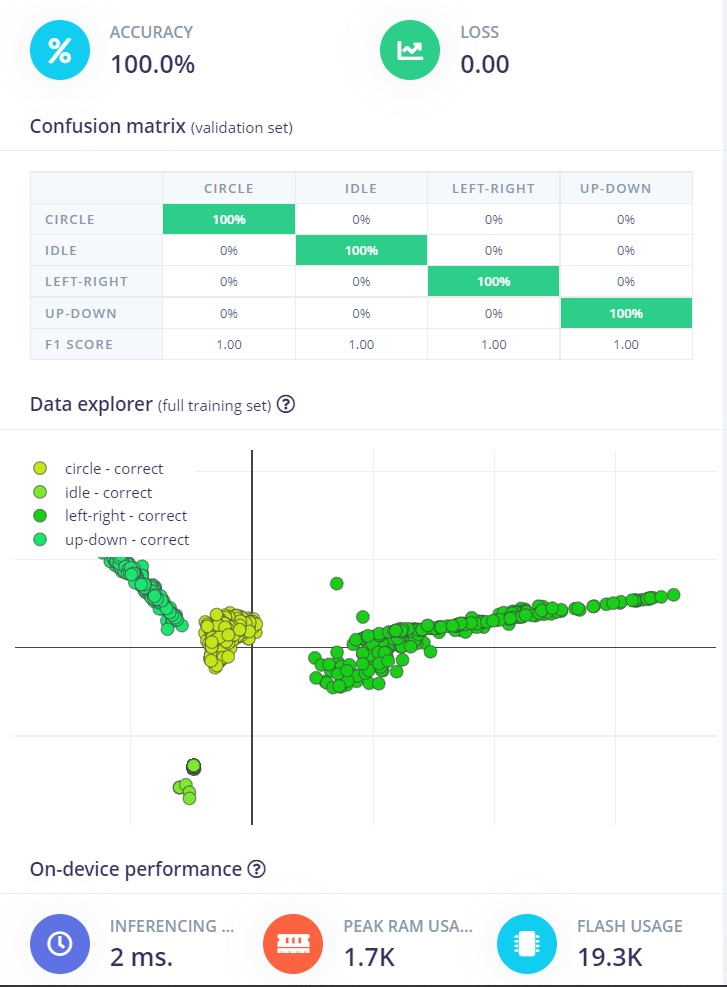 ACCURACY
100.0%
LOSS
0.00
Confusion matrix (validation set)
CIRCLE IDLE LEFT-RIGHT UP-DOWN
CIRCLE 100% 0% 0% 0%
IDLE 0% 100% 0% 0%
LEFT-RIGHT 0% 0% 100% 0%
UP-DOWN 0% 0% 0% 100%
F1 SCORE 1.00 1.00 1.00 1.00
Data explorer (full training set) ?
circle - correct
idle - correct
left-right - correct
up-down - correct
On-device performance ?
INFERENCING ...
2 ms.
PEAK RAM USA...
1.7K
FLASH USAGE
19.3K